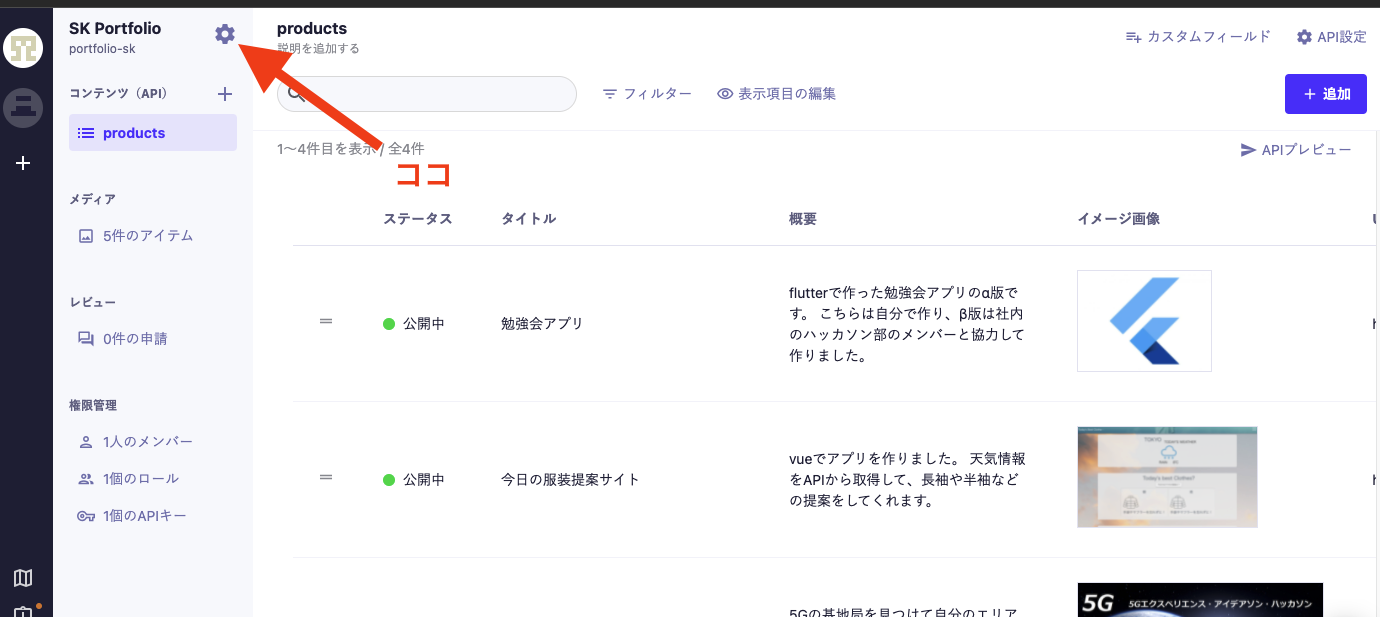 SK Portfolio
portfolio-sk
コンテンツ（API）
products
メディア
5件のアイテム
レビュー
0件の申請
権限管理
1人のメンバー
1個のロール
1個のAPIキー
products
説明を追加する
カスタムフィールド
API設定
フィルター
表示項目の編集
追加
1〜4件目を表示 / 全4件
APIプレビュー
ココ
ステータス
タイトル
概要
イメージ画像
公開中
勉強会アプリ
flutterで作った勉強会アプリのα版で
す。 こちらは自分で作り、β版は社内
のハッカソン部のメンバーと協力して
作りました。
公開中
今日の服装提案サイト
vueでアプリを作りました。 天気情報
をAPIから取得して、長袖や半袖など
の提案をしてくれます。
TOKYO
Today's best Clothes?
5Gの基地局を見つけて自分のエリア
5G
5Gエクスペリエンス・アイデアソン・ハッカソン